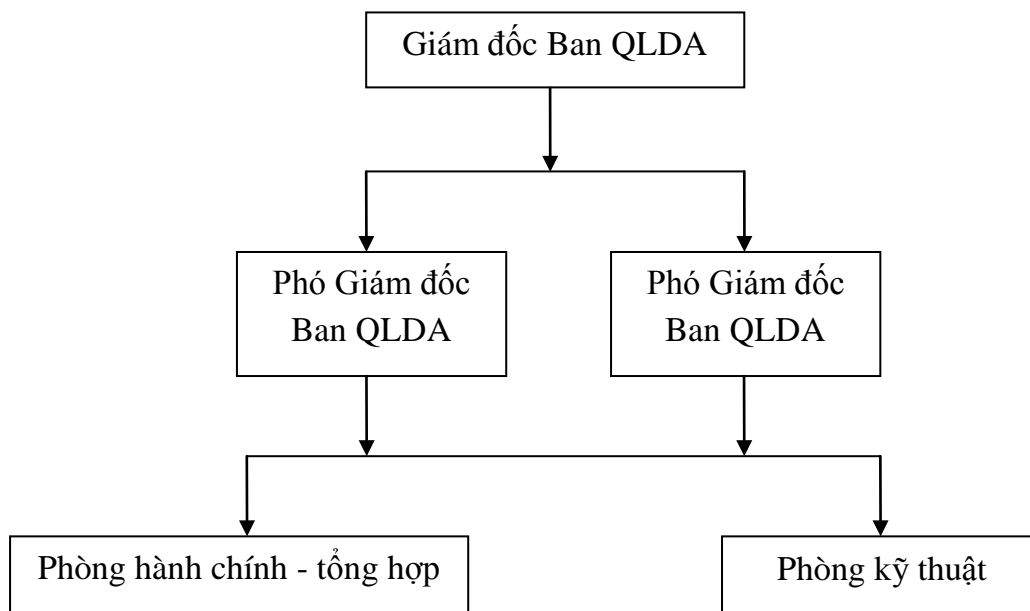 Giám đốc Ban QLDA
Phó Giám đốc
Ban QLDA
Phó Giám đốc
Ban QLDA
Phòng hành chính - tổng hợp
Phòng kỹ thuật